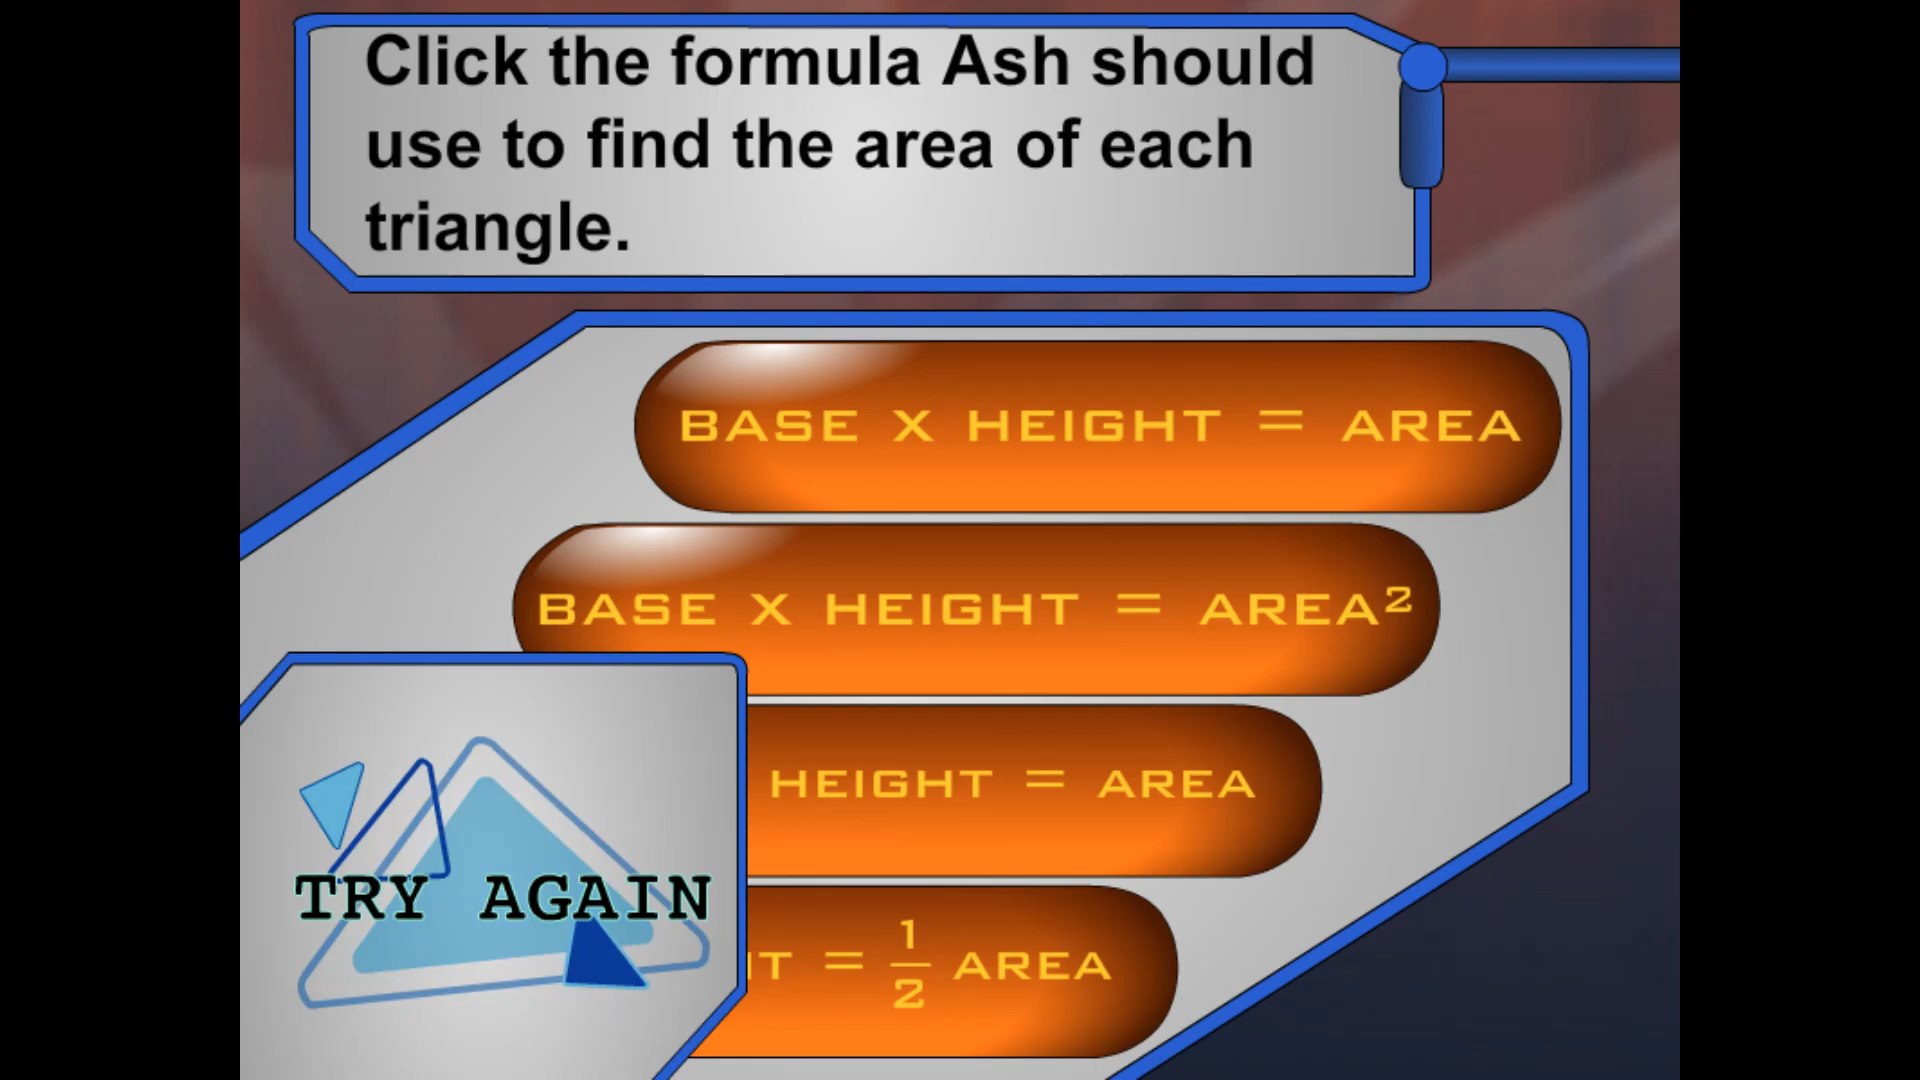 Click the formula Ash should
use to find the area of each
triangle.
BASE X HEIGHT = AREA
BASE X HEIGHT = AREA²
HEIGHT = AREA
= 1/2 AREA
TRY AGAIN